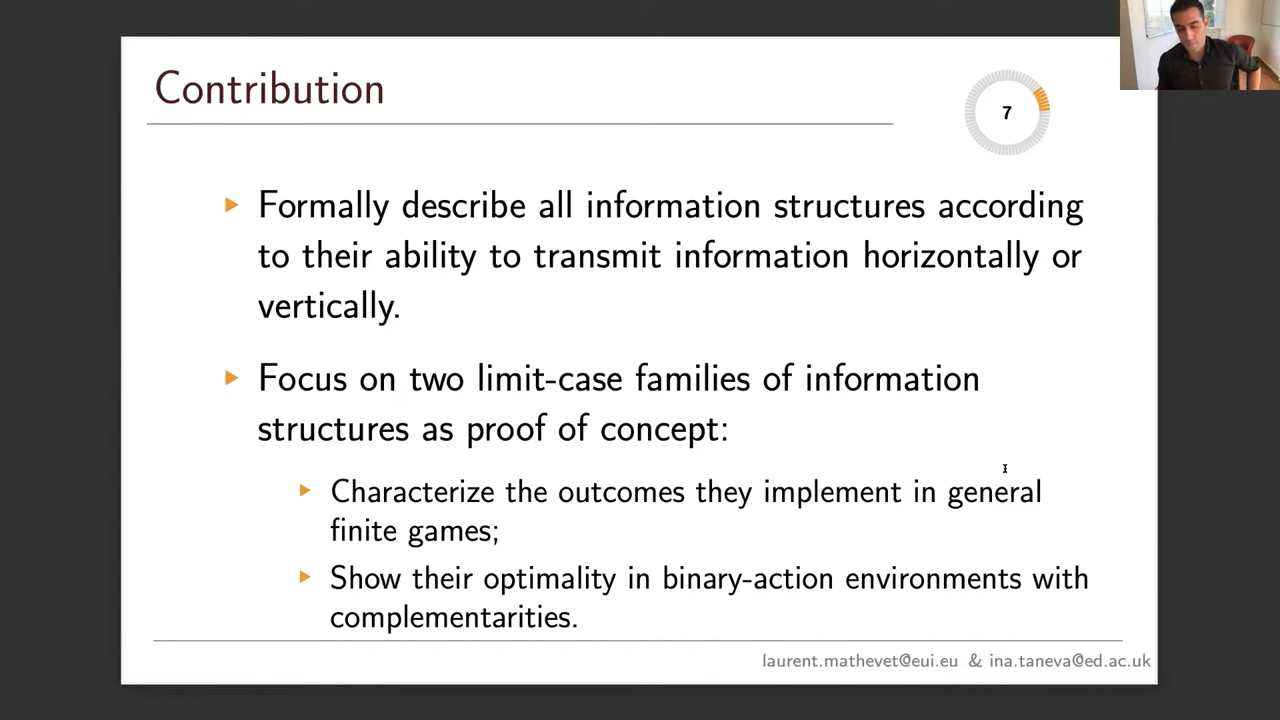 Contribution
7
Formally describe all information structures according
to their ability to transmit information horizontally or
vertically.
Focus on two limit-case families of information
structures as proof of concept:
Characterize the outcomes they implement in general
finite games;
Show their optimality in binary-action environments with
complementarities.
laurent.mathevet@eui.eu & ina.taneva@ed.ac.uk